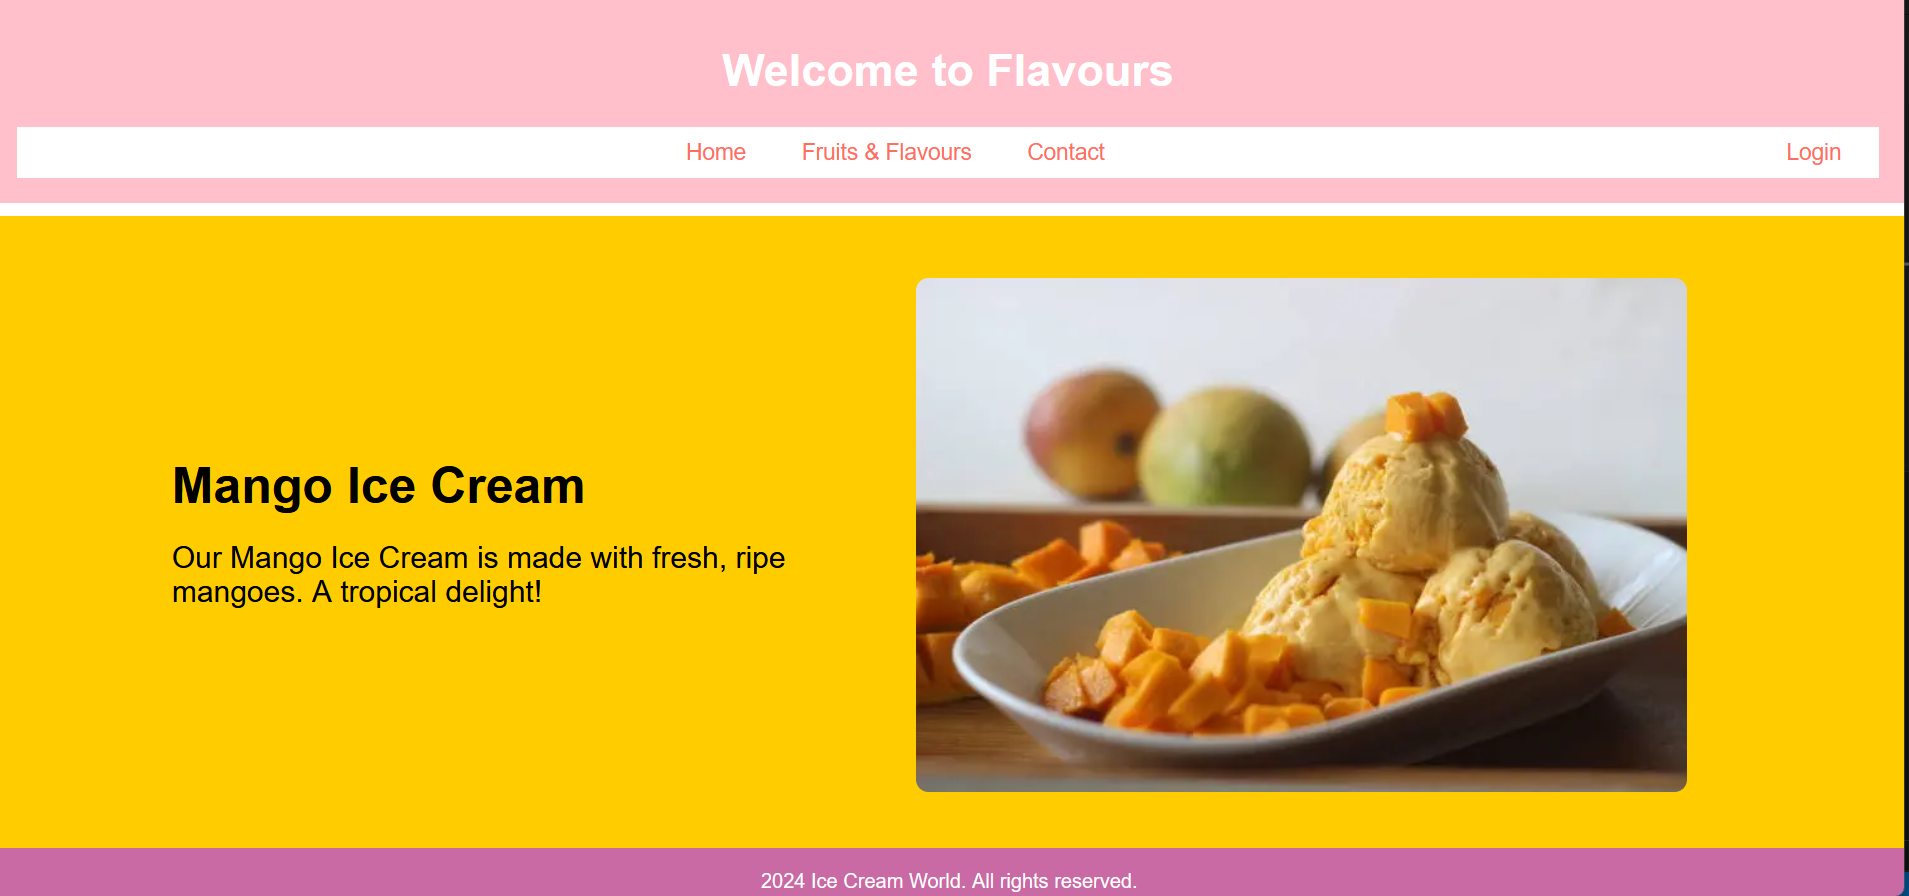 Welcome to Flavours
Home Fruits & Flavours Contact Login
Mango Ice Cream
Our Mango Ice Cream is made with fresh, ripe
mangoes. A tropical delight!
2024 Ice Cream World. All rights reserved.